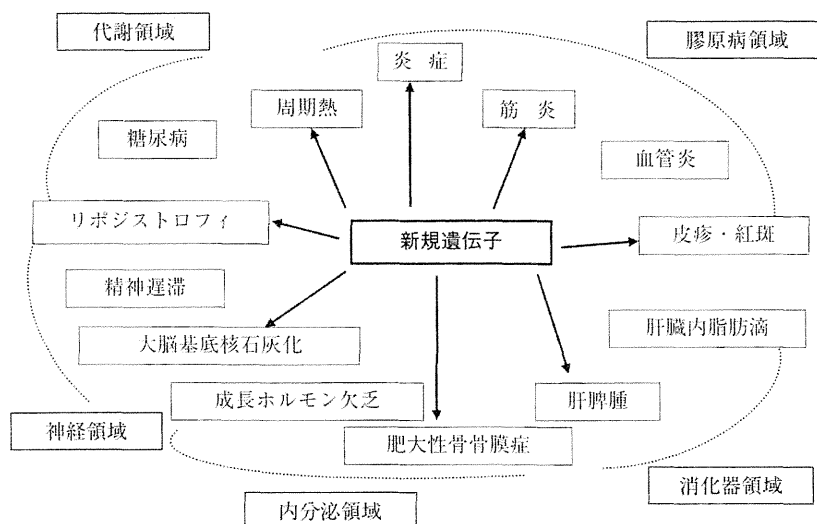 代謝領域
膠原病領域
炎 症
周期熱
筋 炎
糖尿病
血管炎
リポジストロフィ
新規遺伝子
皮疹・紅斑
精神遅滞
肝臓内脂肪滴
大脳基底核石灰化
成長ホルモン欠乏
肝脾腫
神経領域
肥大性骨骨膜症
消化器領域
内分泌領域